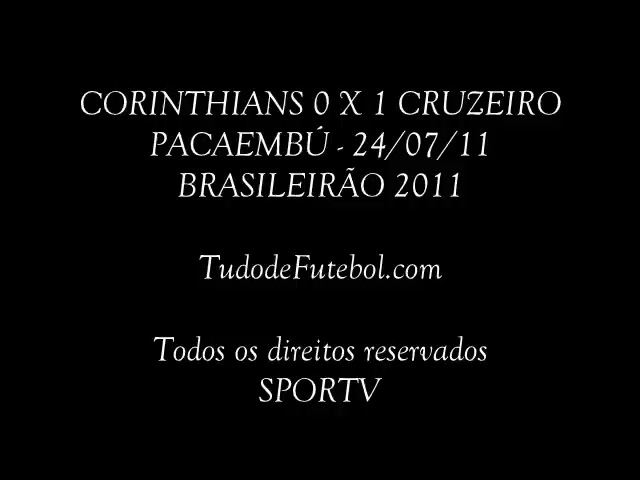 CORINTHIANS 0 X 1 CRUZEIRO
PACAEMBÚ - 24/07/11
BRASILEIRÃO 2011
TudodeFutebol.com
Todos os direitos reservados
SPORTV